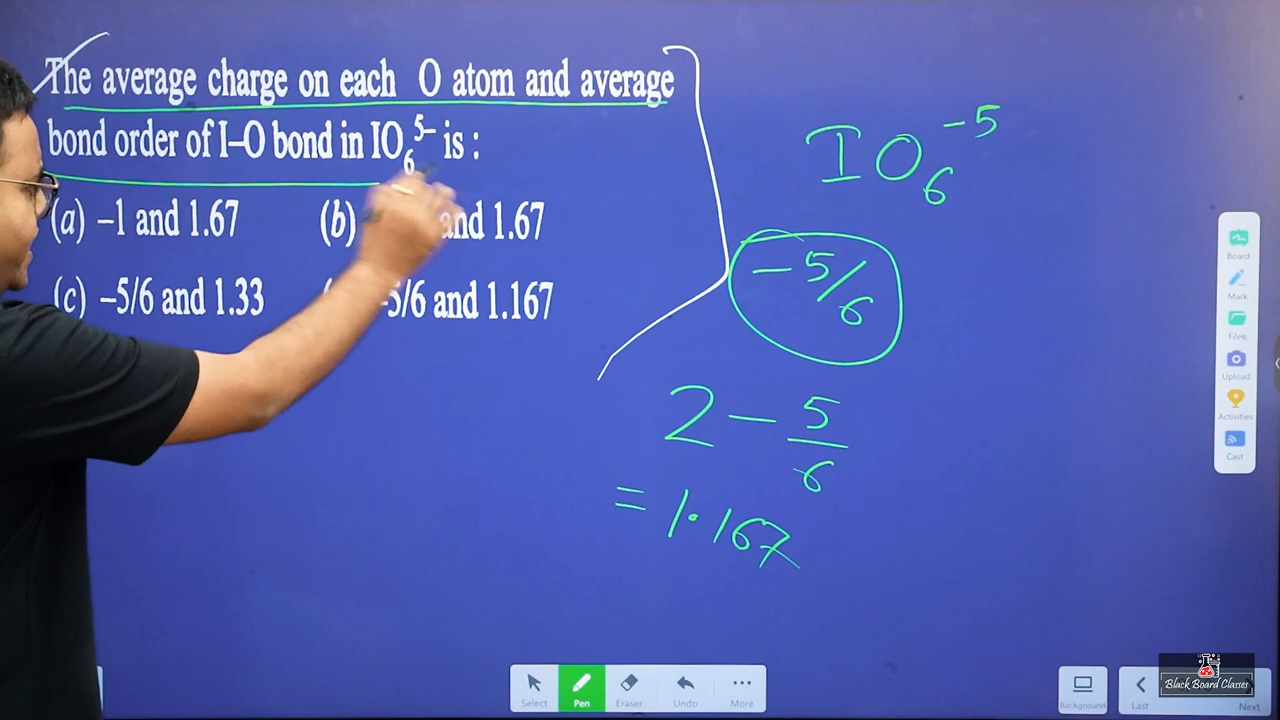 The average charge on each O atom and average
bond order of I–O bond in IO₆⁵⁻ is :
(a) –1 and 1.67 (b) and 1.67
(c) –5/6 and 1.33 5/6 and 1.167
IO₆⁻⁵
–5/6
2 – 5/6
= 1.167
Board
Mark
Files
Upload
Activities
Cast
Select
Pen
Eraser
Undo
More
Background
Last
Next
Black Board Classes